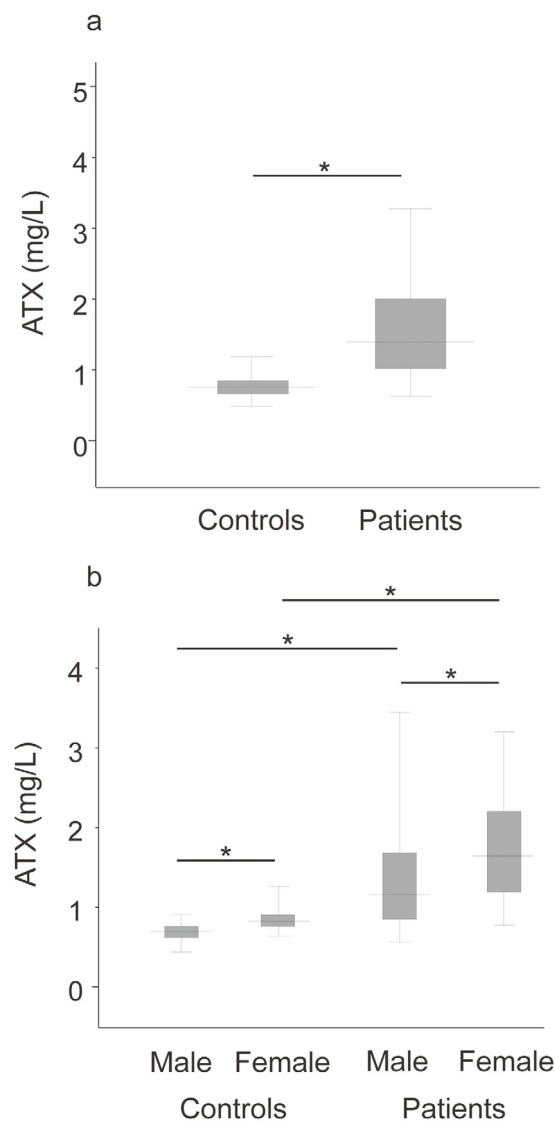 a
5
4
3
2
1
0
ATX (mg/L)
*
Controls Patients
b
4
3
2
1
0
ATX (mg/L)
*
*
*
*
Male Female Male Female
Controls Patients